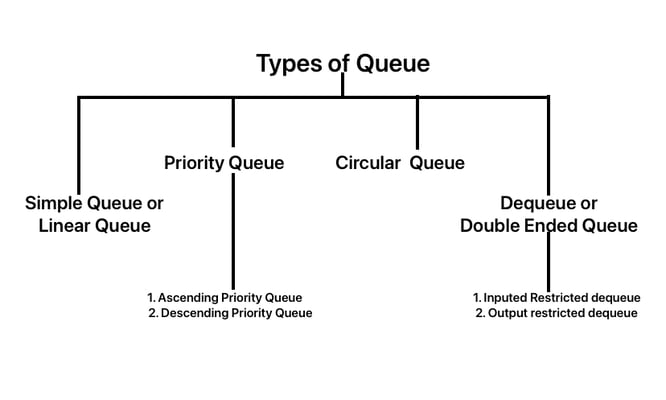 Types of Queue
Priority Queue
Circular Queue
Simple Queue or
Linear Queue
Dequeue or
Double Ended Queue
1. Ascending Priority Queue
2. Descending Priority Queue
1. Inputed Restricted dequeue
2. Output restricted dequeue